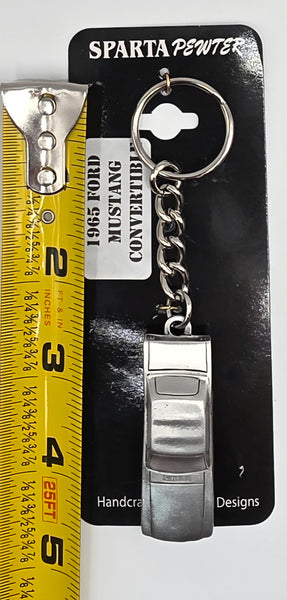 SPARTA PEWTER
1965 FORD
MUSTANG
CONVERTIBLE
2
FT & IN
INCHES
3
4
25FT
5
Handcra Designs